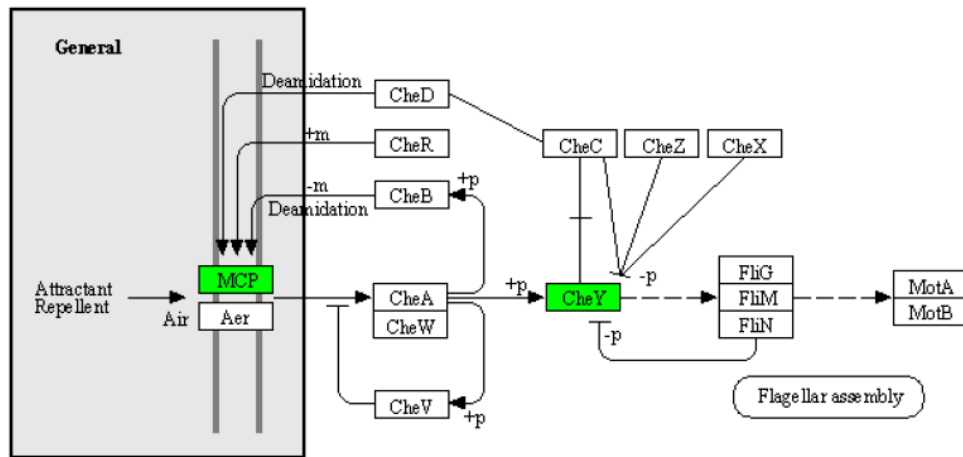 General
Deamidation
CheD
+m
CheR
CheC
CheZ
CheX
-m
CheB
+p
Deamidation
MCP
Attractant
Repellent
Air
Aer
CheA
CheW
+p
CheY
-p
FliG
FliM
FliN
MotA
MotB
-p
CheV
+p
Flagellar assembly